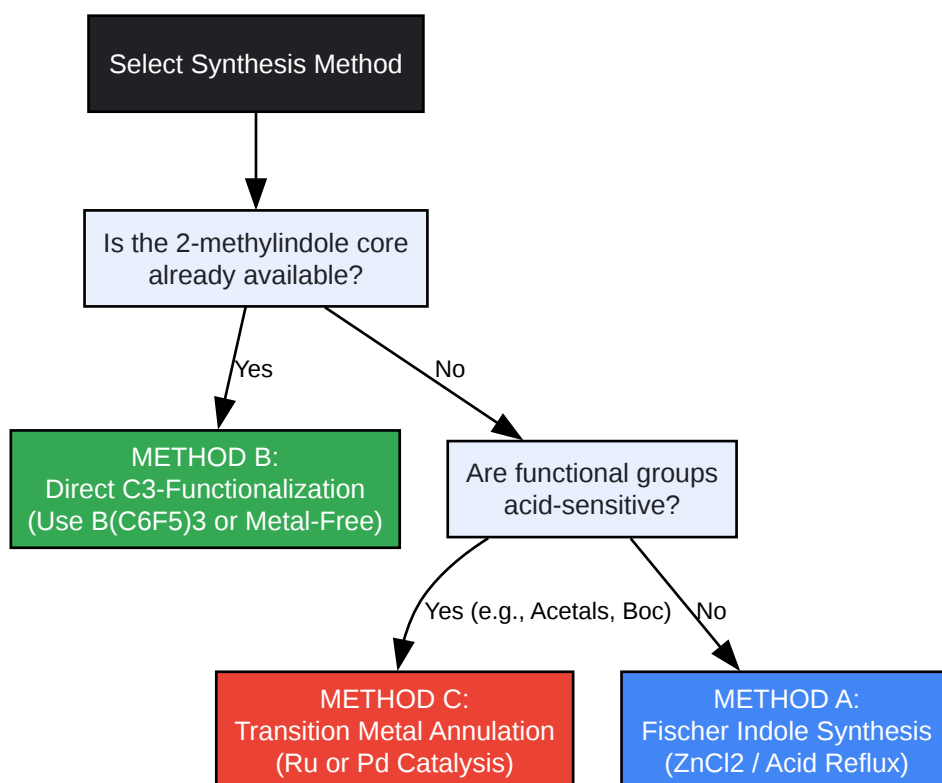 Select Synthesis Method
Is the 2-methylindole core
already available?
Yes
No
METHOD B:
Direct C3-Functionalization
(Use B(C6F5)3 or Metal-Free)
Are functional groups
acid-sensitive?
Yes (e.g., Acetals, Boc)
No
METHOD C:
Transition Metal Annulation
(Ru or Pd Catalysis)
METHOD A:
Fischer Indole Synthesis
(ZnCl2 / Acid Reflux)